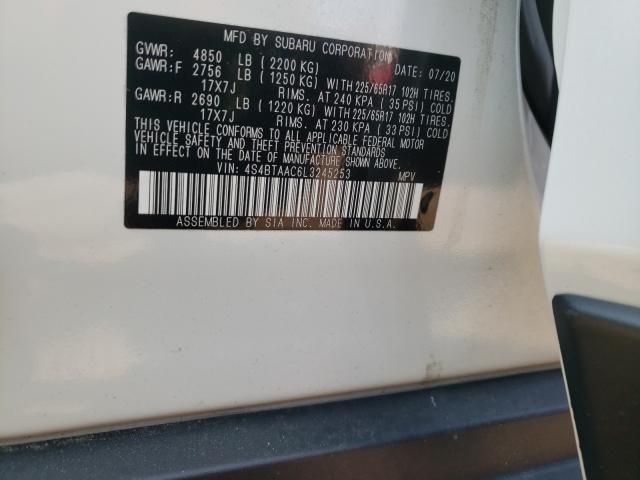 MFD BY SUBARU CORPORATION
GVWR: 4850 LB (2200 KG) DATE: 07/20
GAWR:F 2756 LB (1250 KG) WITH 225/65R17 102H TIRES,
17X7J RIMS, AT 240 KPA (35 PSI) COLD
GAWR:R 2690 LB (1220 KG) WITH 225/65R17 102H TIRES,
17X7J RIMS, AT 230 KPA (33 PSI) COLD
THIS VEHICLE CONFORMS TO ALL APPLICABLE FEDERAL MOTOR
VEHICLE SAFETY AND THEFT PREVENTION STANDARDS
IN EFFECT ON THE DATE OF MANUFACTURE SHOWN ABOVE.
VIN: 4S4BTAAC6L3245253 MPV
ASSEMBLED BY SIA INC. MADE IN U.S.A.